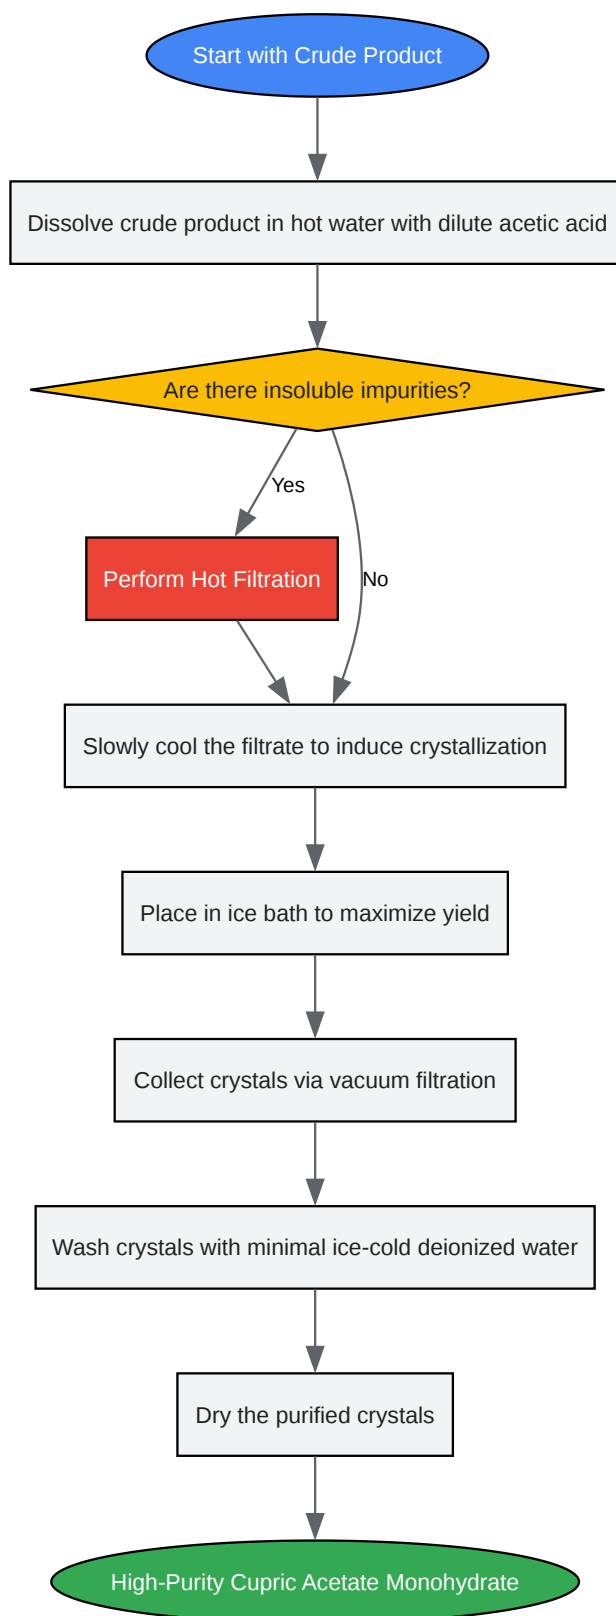 Start with Crude Product
Dissolve crude product in hot water with dilute acetic acid
Are there insoluble impurities?
Yes
Perform Hot Filtration
No
Slowly cool the filtrate to induce crystallization
Place in ice bath to maximize yield
Collect crystals via vacuum filtration
Wash crystals with minimal ice-cold deionized water
Dry the purified crystals
High-Purity Cupric Acetate Monohydrate